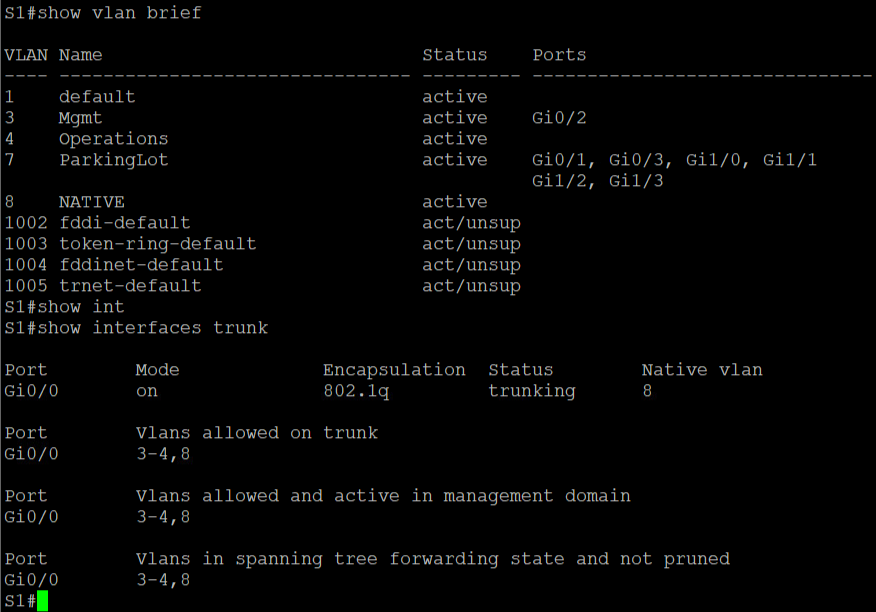 S1#show vlan brief
VLAN Name                             Status    Ports
---- -------------------------------- --------- -------------------------------
1    default                          active
3    Mgmt                             active    Gi0/2
4    Operations                       active
7    ParkingLot                       active    Gi0/1, Gi0/3, Gi1/0, Gi1/1
                                                Gi1/2, Gi1/3
8    NATIVE                           active
1002 fddi-default                     act/unsup
1003 token-ring-default               act/unsup
1004 fddinet-default                  act/unsup
1005 trnet-default                    act/unsup
S1#show int
S1#show interfaces trunk
Port        Mode             Encapsulation  Status        Native vlan
Gi0/0       on               802.1q         trunking      8
Port        Vlans allowed on trunk
Gi0/0       3-4,8
Port        Vlans allowed and active in management domain
Gi0/0       3-4,8
Port        Vlans in spanning tree forwarding state and not pruned
Gi0/0       3-4,8
S1#